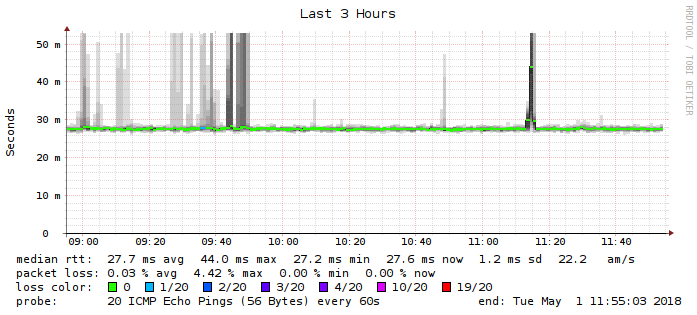 Last 3 Hours
RRDTOOL / TOBI OETIKER
Seconds
50 m
40 m
30 m
20 m
10 m
0
09:00 09:20 09:40 10:00 10:20 10:40 11:00 11:20 11:40
median rtt: 27.7 ms avg 44.0 ms max 27.2 ms min 27.6 ms now 1.2 ms sd 22.2 am/s
packet loss: 0.03 % avg 4.42 % max 0.00 % min 0.00 % now
loss color: 0 1/20 2/20 3/20 4/20 10/20 19/20
probe: 20 ICMP Echo Pings (56 Bytes) every 60s end: Tue May 1 11:55:03 2018